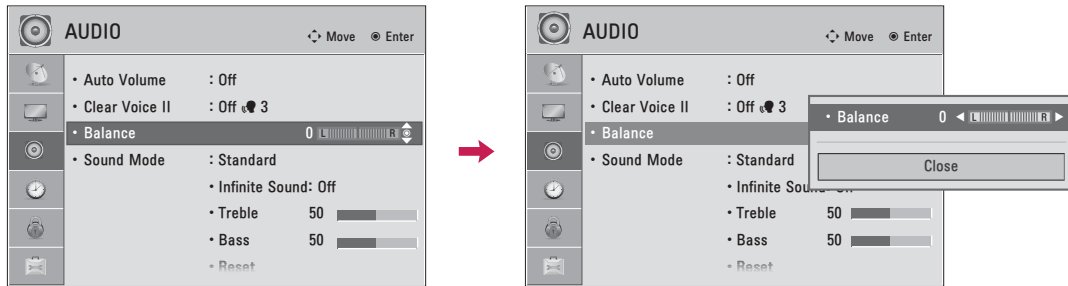 AUDIO
Move Enter
• Auto Volume : Off
• Clear Voice II : Off 3
• Balance 0 L R
• Sound Mode : Standard
• Infinite Sound: Off
• Treble 50
• Bass 50
• Reset
AUDIO
Move Enter
• Auto Volume : Off
• Clear Voice II : Off 3
• Balance
• Sound Mode : Standard
• Infinite Sound: Off
• Treble 50
• Bass 50
• Reset
• Balance 0 L R
Close